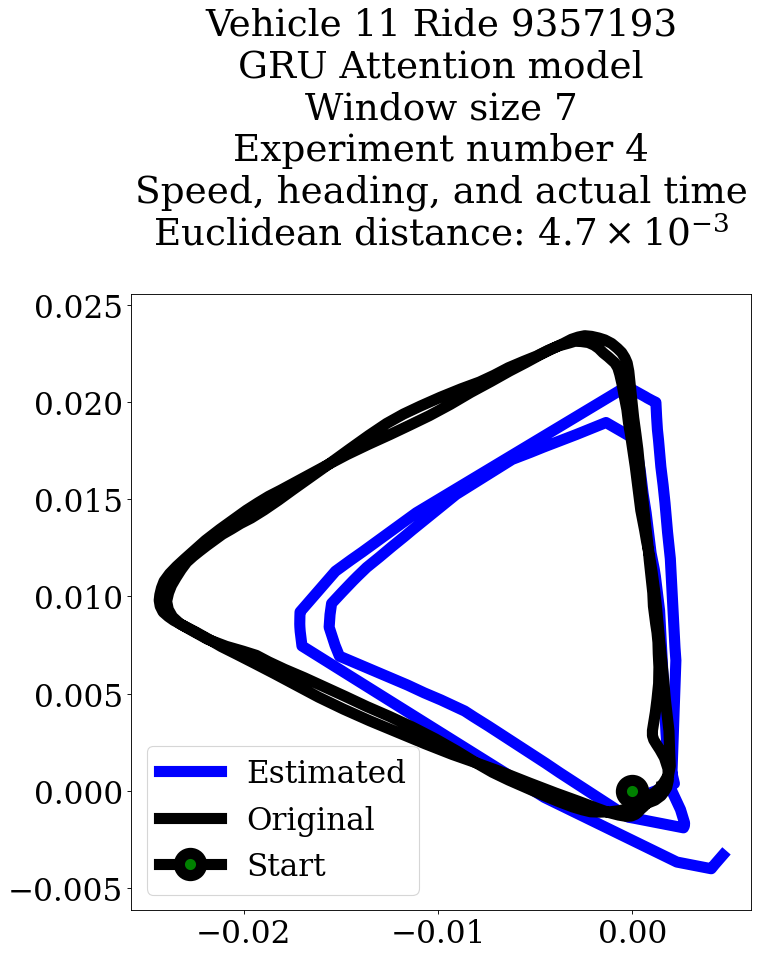 Vehicle 11 Ride 9357193
GRU Attention model
Window size 7
Experiment number 4
Speed, heading, and actual time
Euclidean distance: 4.7 × 10⁻³
0.025
0.020
0.015
0.010
0.005
0.000
−0.005
Estimated
Original
Start
−0.02 −0.01 0.00